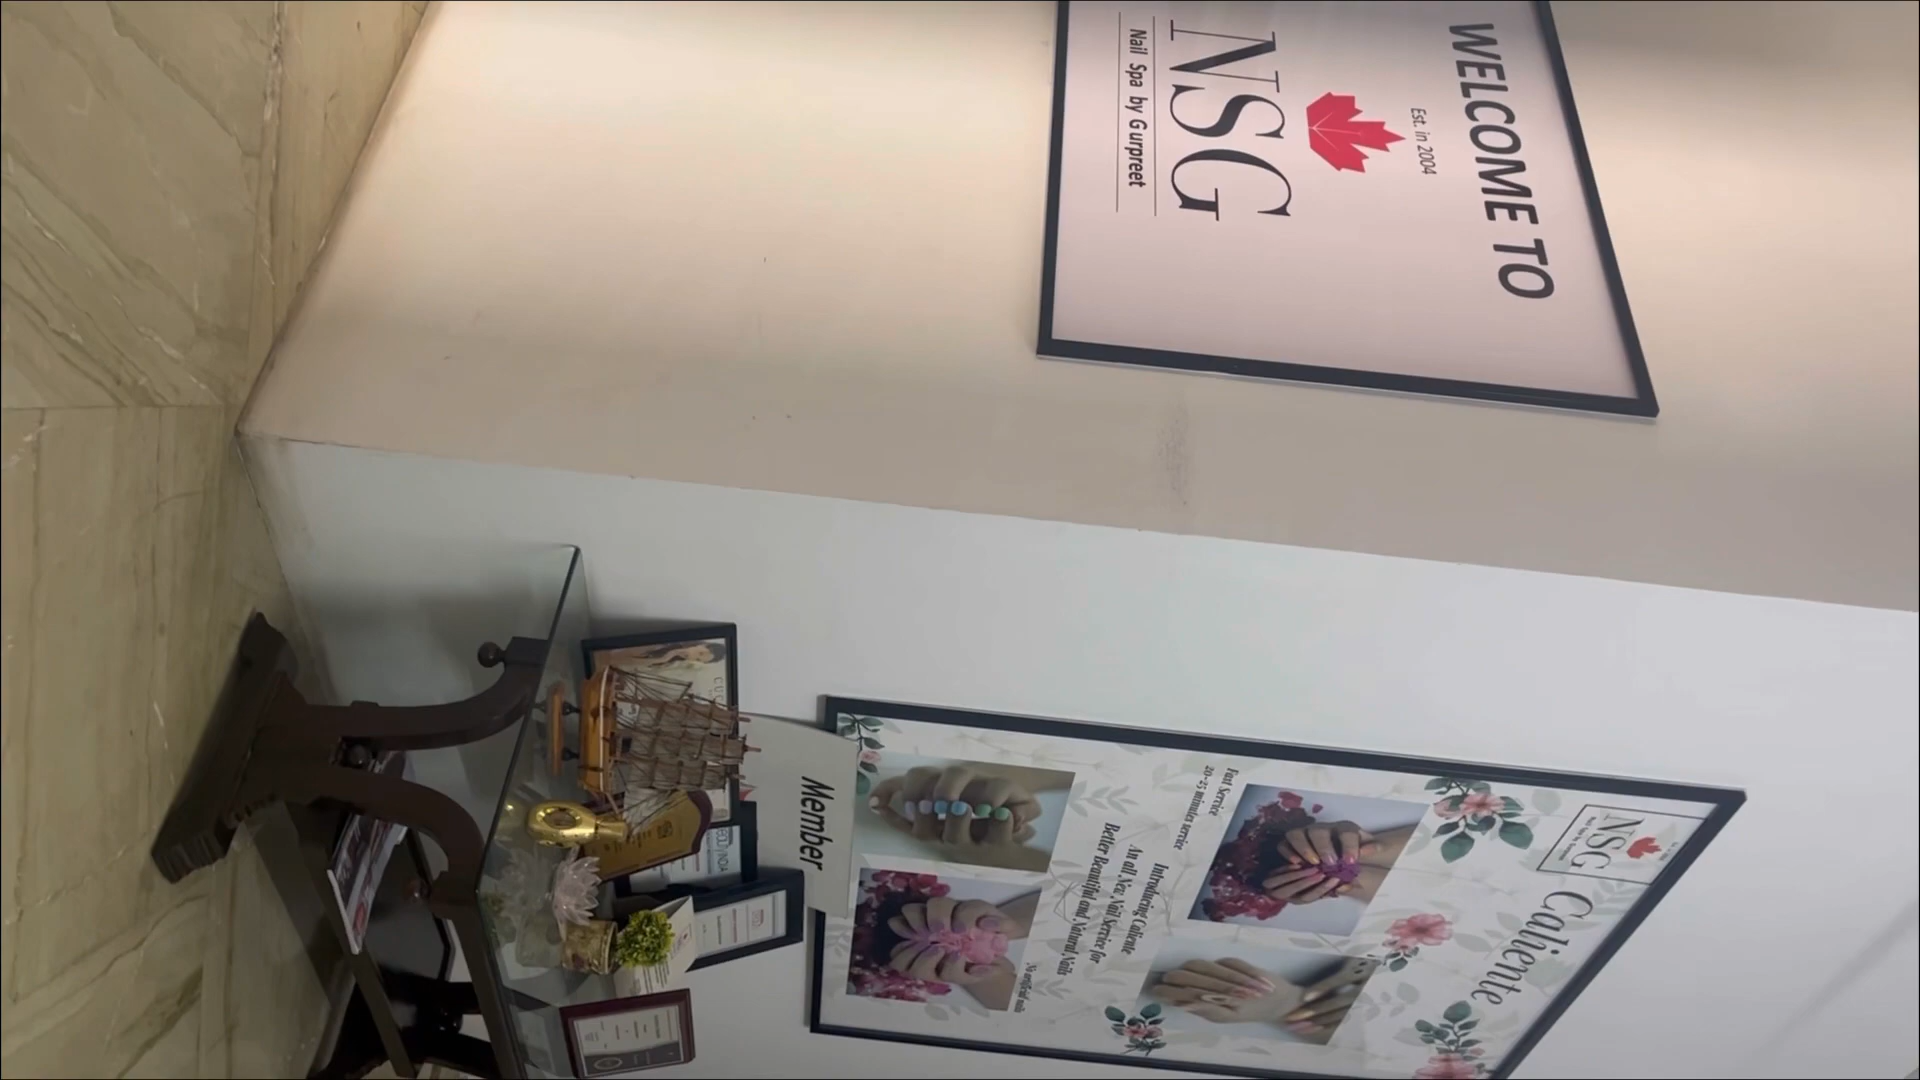 WELCOME TO
Est. in 2004
NSG
Nail Spa by Gurpreet
NSG
Caliente
Fast Service
20-25 minutes service
Introducing Caliente
An all New Nail Service for
Better Beautiful and Natural Nails
No artificial nails
Member